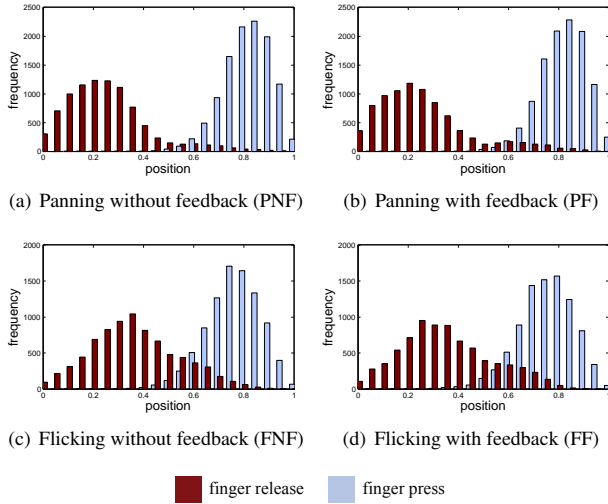 2500
2000
1500
1000
500
0
frequency
0 0.2 0.4 0.6 0.8 1
position
(a) Panning without feedback (PNF)
2500
2000
1500
1000
500
0
frequency
0 0.2 0.4 0.6 0.8 1
position
(b) Panning with feedback (PF)
2000
1500
1000
500
0
frequency
0 0.2 0.4 0.6 0.8 1
position
(c) Flicking without feedback (FNF)
2000
1500
1000
500
0
frequency
0 0.2 0.4 0.6 0.8 1
position
(d) Flicking with feedback (FF)
finger release finger press